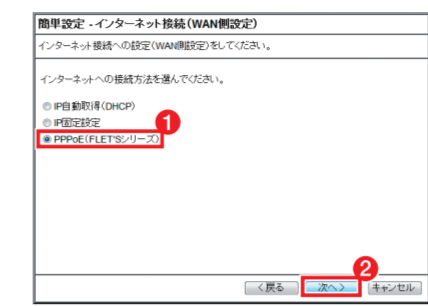 簡単設定 - インターネット接続(WAN側設定)
インターネット接続への設定(WAN側設定)をしてください。
インターネットへの接続方法を選んでください。
IP自動取得(DHCP)
IP固定設定
1
PPPoE(FLET'Sシリーズ)
2
<戻る 次へ> キャンセル